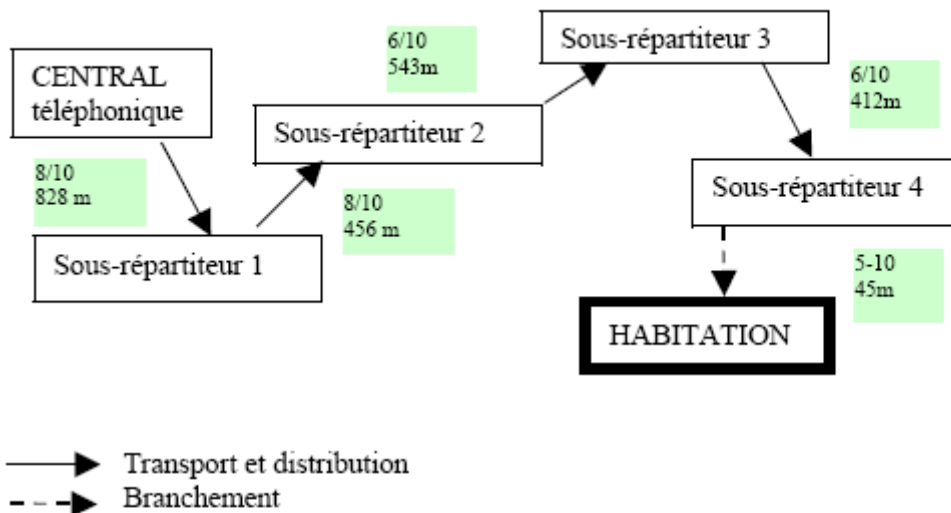 CENTRAL
téléphonique
6/10
543m
Sous-répartiteur 3
6/10
412m
Sous-répartiteur 2
8/10
828 m
8/10
456 m
Sous-répartiteur 4
Sous-répartiteur 1
5-10
45m
HABITATION
Transport et distribution
Branchement